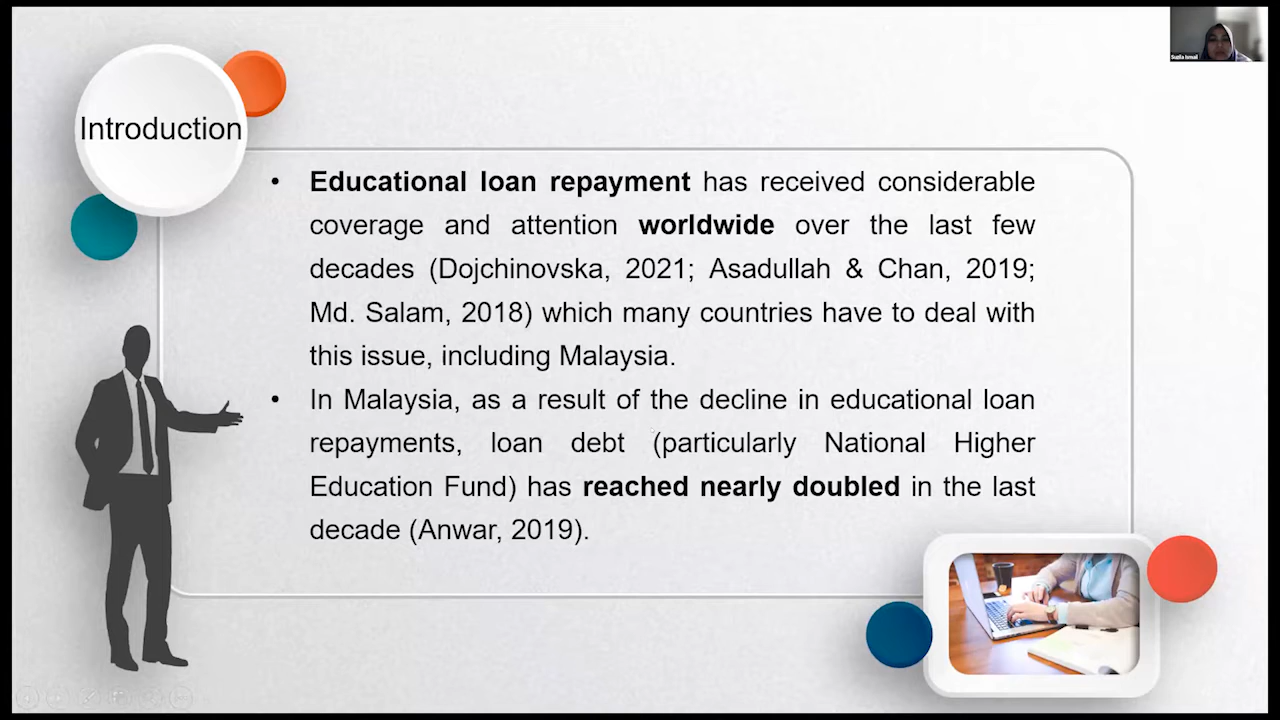 Introduction
• Educational loan repayment has received considerable
coverage and attention worldwide over the last few
decades (Dojchinovska, 2021; Asadullah & Chan, 2019;
Md. Salam, 2018) which many countries have to deal with
this issue, including Malaysia.
• In Malaysia, as a result of the decline in educational loan
repayments, loan debt (particularly National Higher
Education Fund) has reached nearly doubled in the last
decade (Anwar, 2019).
Suzila Ismail